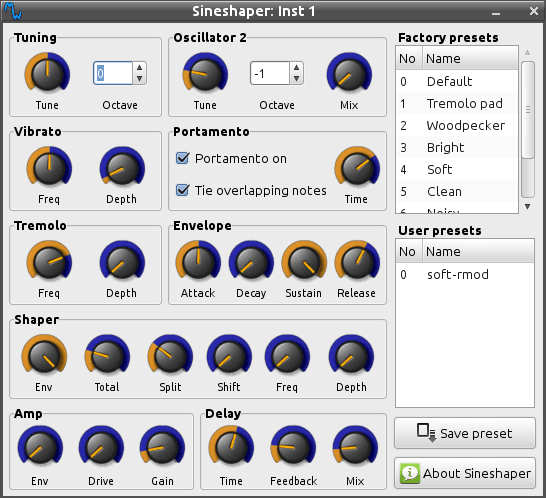 Sineshaper: Inst 1
Tuning
0
Tune Octave
Oscillator 2
-1
Tune Octave Mix
Vibrato
Freq Depth
Portamento
Portamento on
Tie overlapping notes
Time
Tremolo
Freq Depth
Envelope
Attack Decay Sustain Release
Shaper
Env Total Split Shift Freq Depth
Amp
Env Drive Gain
Delay
Time Feedback Mix
Factory presets
No Name
0 Default
1 Tremolo pad
2 Woodpecker
3 Bright
4 Soft
5 Clean
6 Noisy
User presets
No Name
0 soft-rmod
Save preset
About Sineshaper